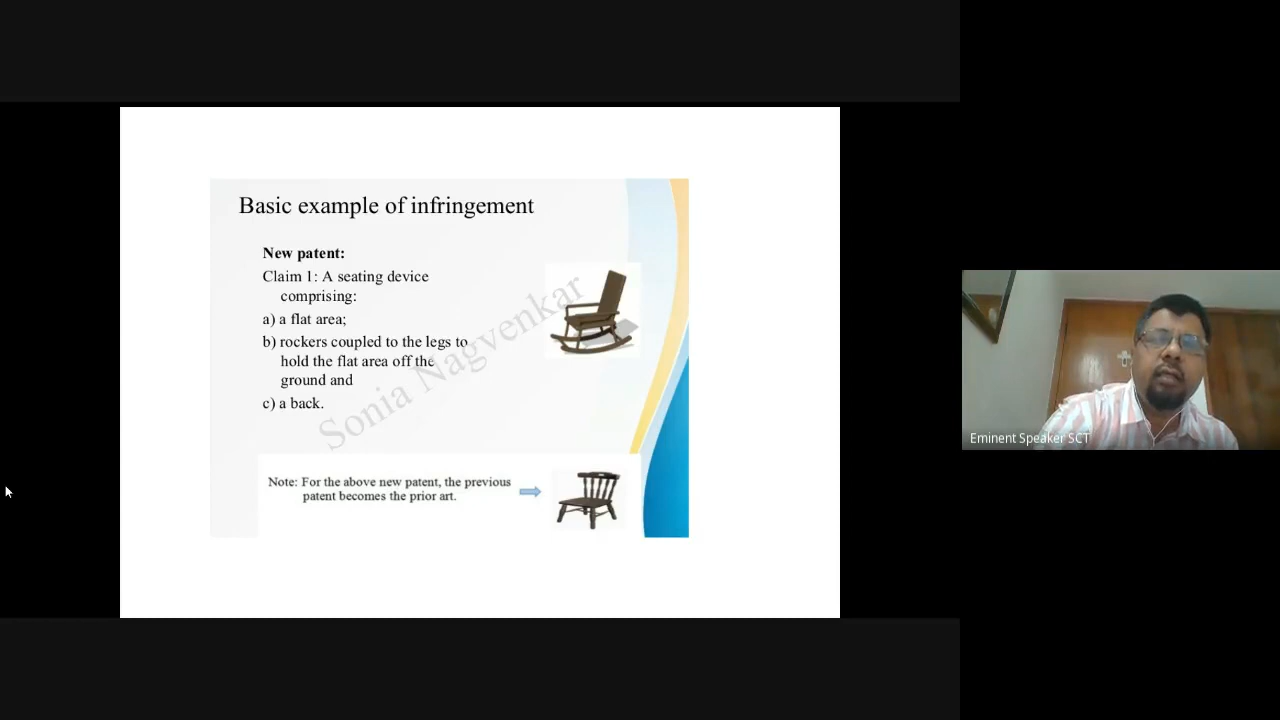 Basic example of infringement
New patent:
Claim 1: A seating device
comprising:
a) a flat area;
b) rockers coupled to the legs to
hold the flat area off the
ground and
c) a back.
Sonia Nagvenkar
Note: For the above new patent, the previous
patent becomes the prior art.
Eminent Speaker SCT